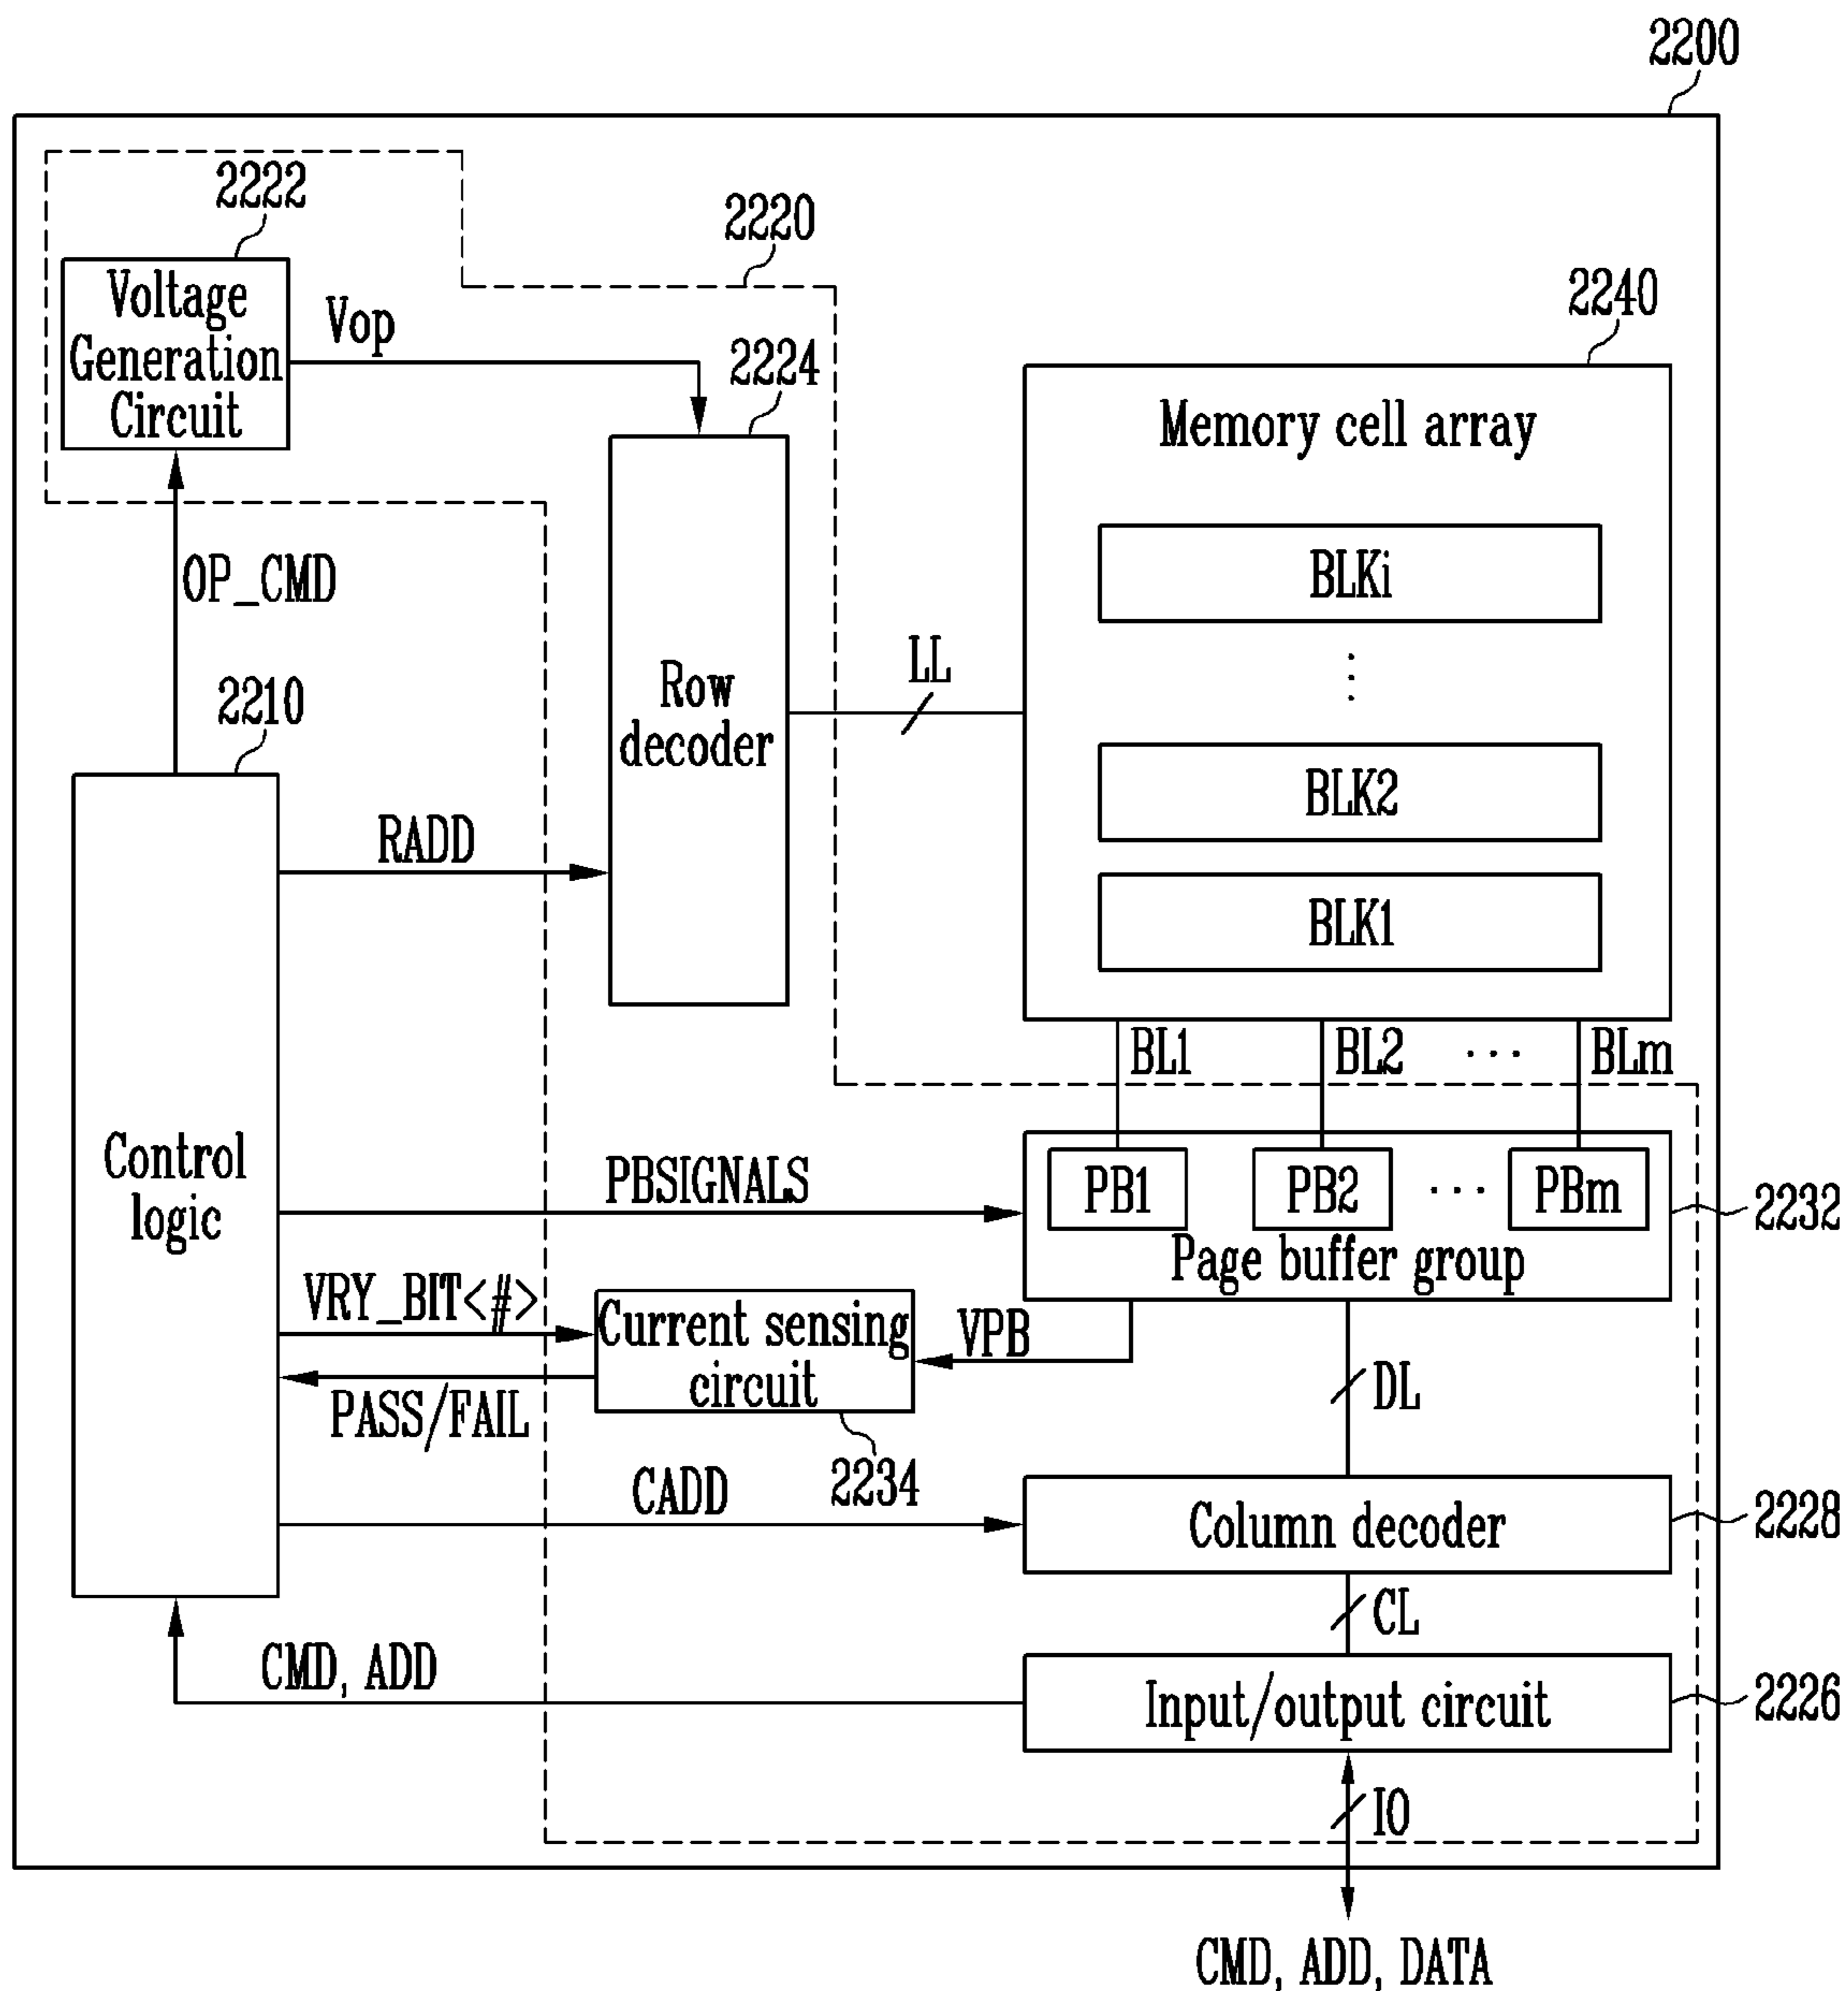 2200
2222
2220
Voltage
Generation
Circuit
Vop
2224
2240
Memory cell array
BLKi
⋮
BLK2
BLK1
OP_CMD
LL
Row
decoder
2210
RADD
BL1
BL2
···
BLm
Control
logic
PBSIGNALS
PB1
PB2
···
PBm
Page buffer group
2232
VRY_BIT<#>
Current sensing
circuit
VPB
PASS/FAIL
DL
2234
CADD
Column decoder
2228
CL
CMD, ADD
Input/output circuit
2226
IO
CMD, ADD, DATA